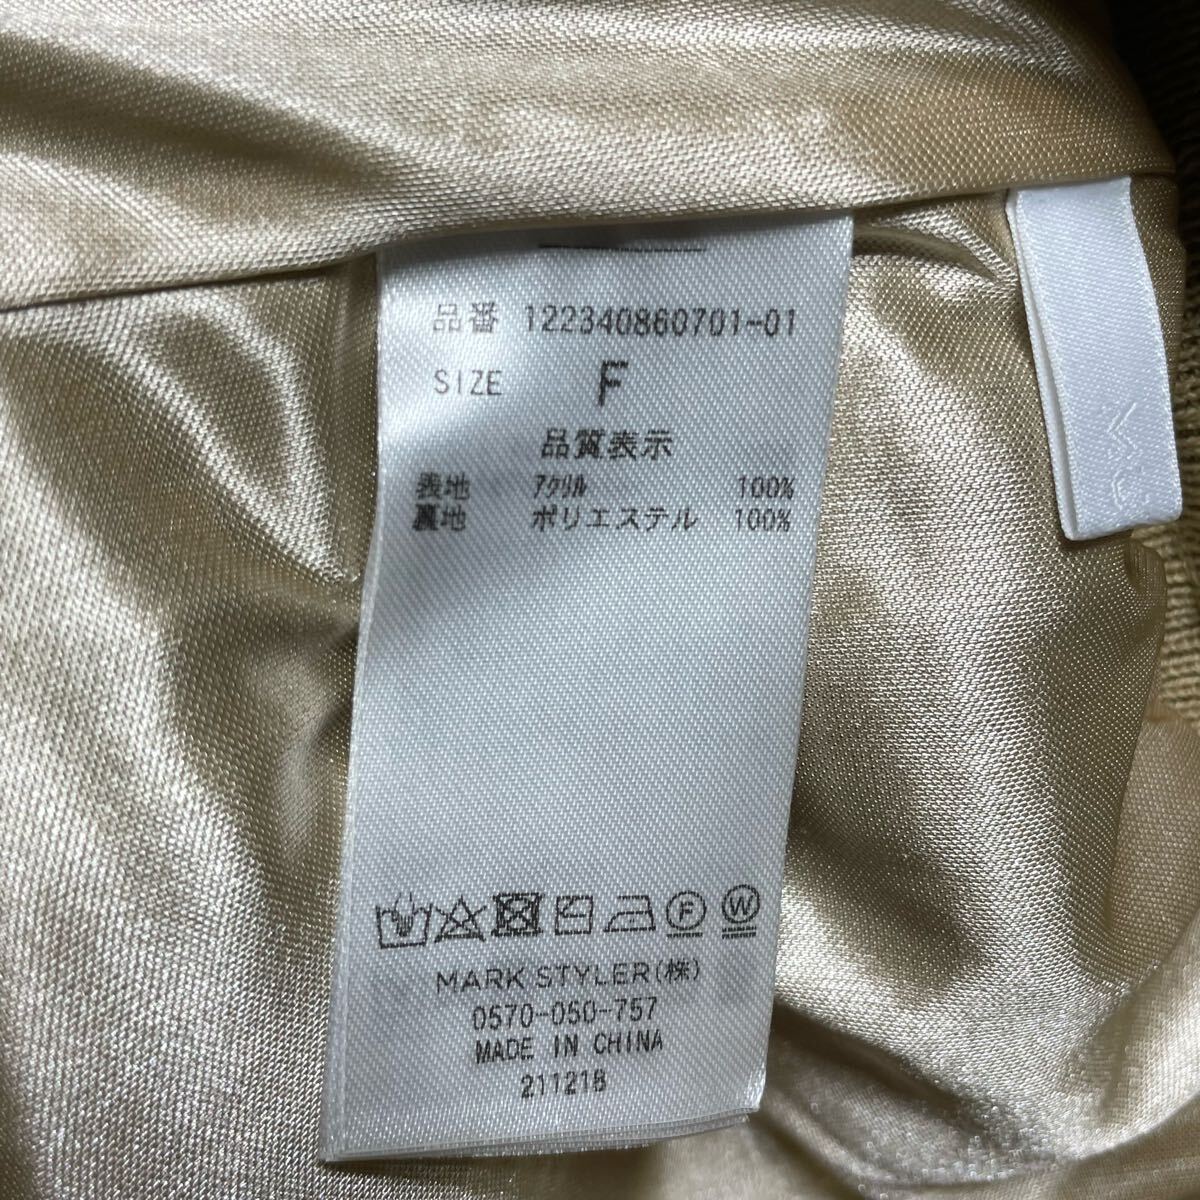 品番 122340860701-01
SIZE F
品質表示
表地 アクリル 100%
裏地 ポリエステル 100%
F W
MARK STYLER(株)
0570-050-757
MADE IN CHINA
211218